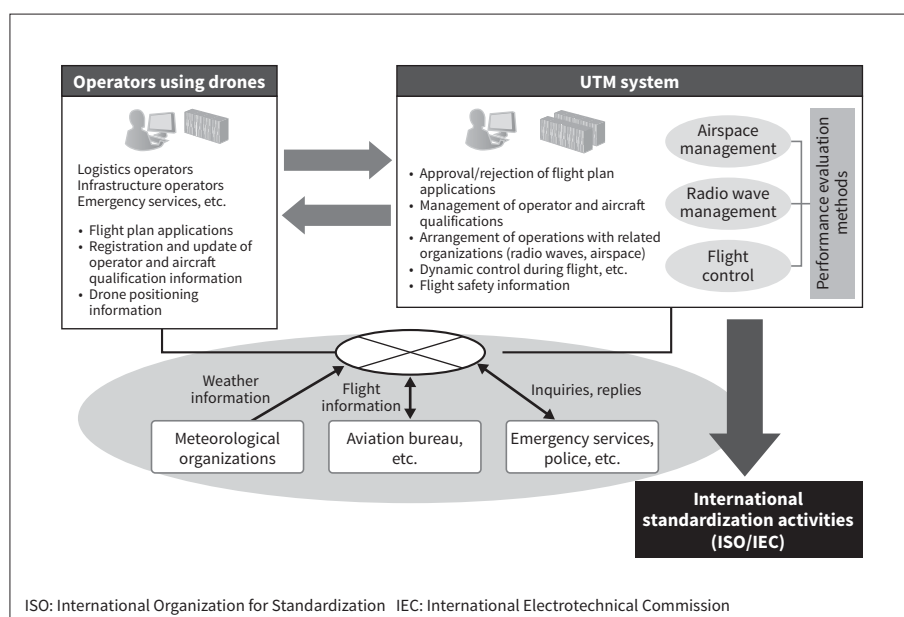 Operators using drones
Logistics operators
Infrastructure operators
Emergency services, etc.
• Flight plan applications
• Registration and update of
operator and aircraft
qualification information
• Drone positioning
information
UTM system
• Approval/rejection of flight plan
applications
• Management of operator and aircraft
qualifications
• Arrangement of operations with related
organizations (radio waves, airspace)
• Dynamic control during flight, etc.
• Flight safety information
Airspace
management
Radio wave
management
Flight
control
Performance evaluation
methods
Weather
information
Flight
information
Inquiries, replies
Meteorological
organizations
Aviation bureau,
etc.
Emergency services,
police, etc.
International
standardization activities
(ISO/IEC)
ISO: International Organization for Standardization IEC: International Electrotechnical Commission